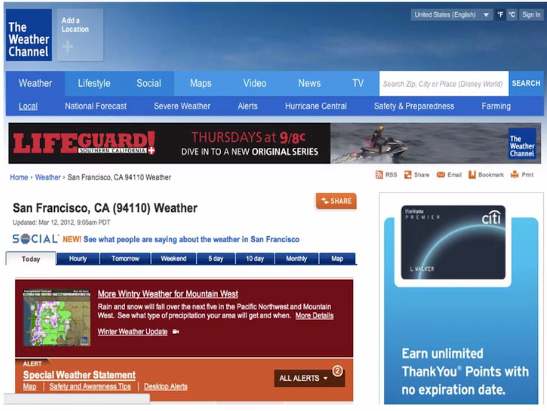 The
Weather
Channel
Add a
Location
+
United States (English)
°F °C Sign In
Weather Lifestyle Social Maps Video News TV
Search Zip, City or Place (Disney World) SEARCH
Local National Forecast Severe Weather Alerts Hurricane Central Safety & Preparedness Farming
LIFEGUARD!
SOUTHERN CALIFORNIA
THURSDAYS at 9/8c
DIVE IN TO A NEW ORIGINAL SERIES
The
Weather
Channel
Home › Weather › San Francisco, CA 94110 Weather
RSS Share Email Bookmark Print
San Francisco, CA (94110) Weather
SHARE
Updated: Mar 12, 2012, 9:05am PDT
SOCIAL NEW! See what people are saying about the weather in San Francisco
Today Hourly Tomorrow Weekend 5 day 10 day Monthly Map
More Wintry Weather for Mountain West
Rain and snow will fall over the next five in the Pacific Northwest and Mountain
West. See what type of precipitation your area will get and when. More Details
Winter Weather Update
ALERT
Special Weather Statement
Map | Safety and Awareness Tips | Desktop Alerts
ALL ALERTS
2
thankyou
PREMIER
citi
L WALKER
Earn unlimited
ThankYou® Points with
no expiration date.